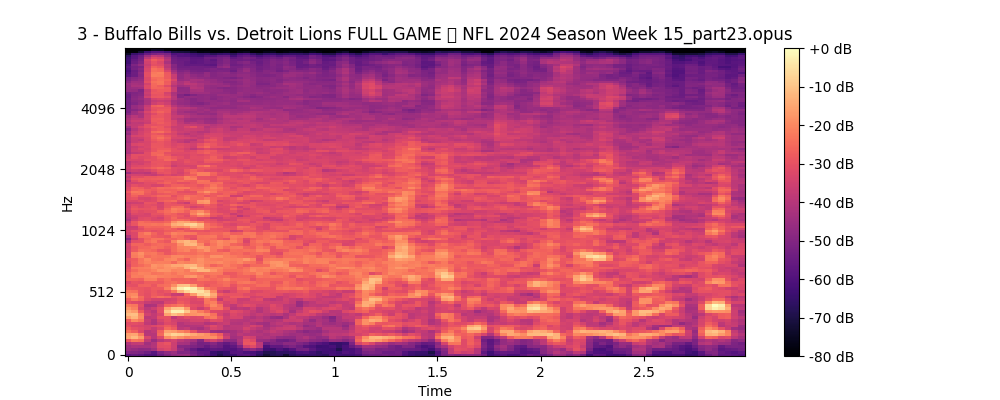 3 - Buffalo Bills vs. Detroit Lions FULL GAME ▯ NFL 2024 Season Week 15_part23.opus
+0 dB
-10 dB
-20 dB
-30 dB
-40 dB
-50 dB
-60 dB
-70 dB
-80 dB
4096
2048
1024
512
0
Hz
0 0.5 1 1.5 2 2.5
Time